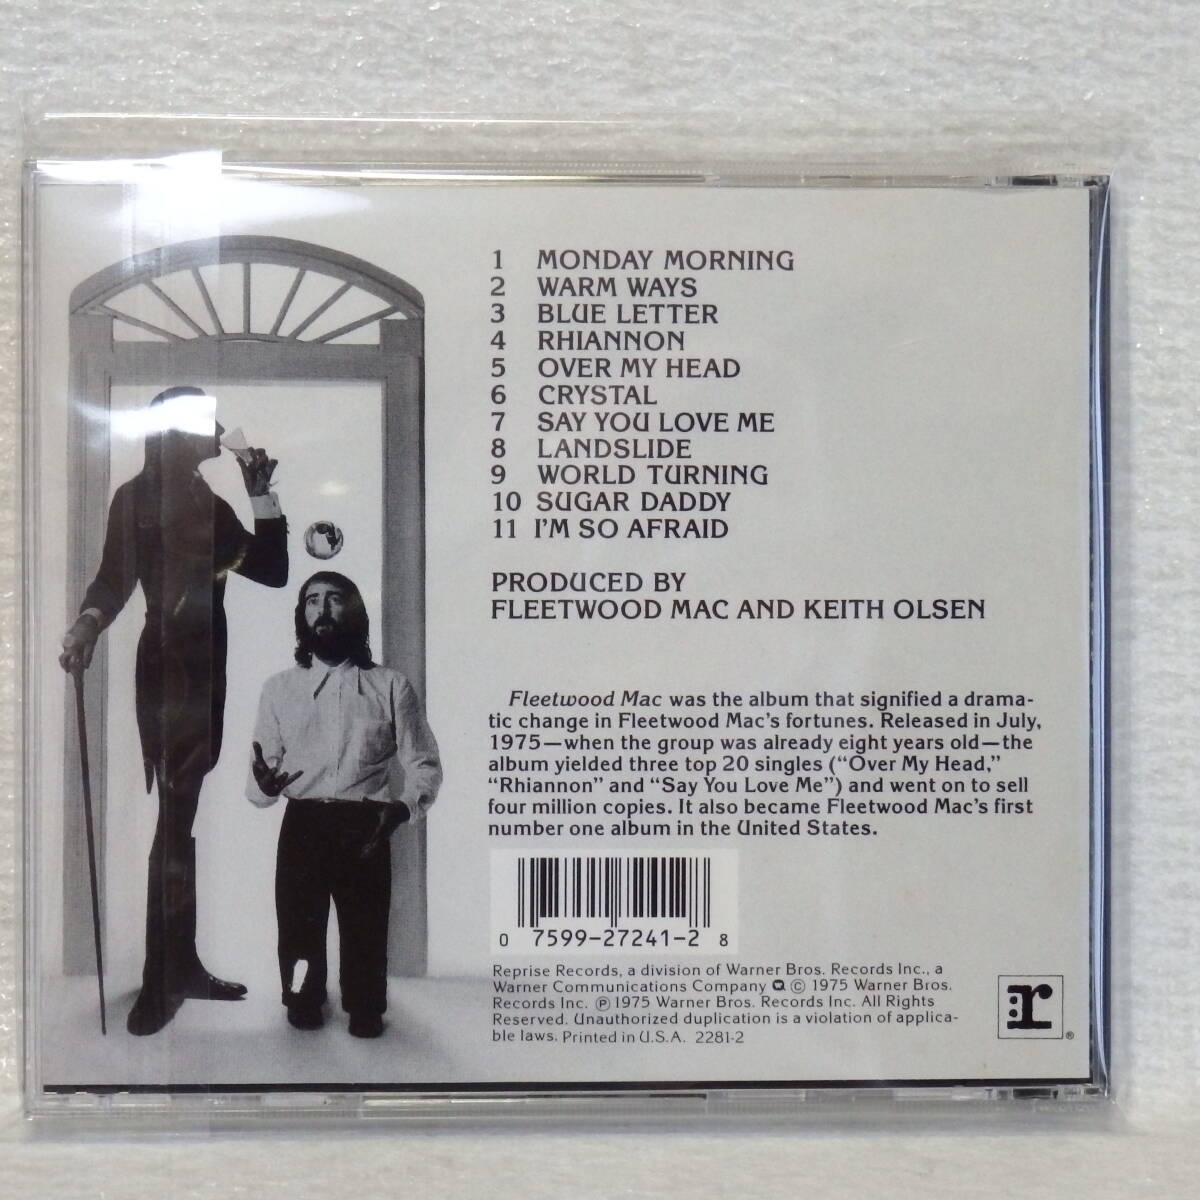 1 MONDAY MORNING
2 WARM WAYS
3 BLUE LETTER
4 RHIANNON
5 OVER MY HEAD
6 CRYSTAL
7 SAY YOU LOVE ME
8 LANDSLIDE
9 WORLD TURNING
10 SUGAR DADDY
11 I'M SO AFRAID
PRODUCED BY
FLEETWOOD MAC AND KEITH OLSEN
Fleetwood Mac was the album that signified a drama-
tic change in Fleetwood Mac's fortunes. Released in July,
1975—when the group was already eight years old—the
album yielded three top 20 singles (“Over My Head,”
“Rhiannon” and “Say You Love Me”) and went on to sell
four million copies. It also became Fleetwood Mac's first
number one album in the United States.
0 7599-27241-2 8
Reprise Records, a division of Warner Bros. Records Inc., a
Warner Communications Company © 1975 Warner Bros.
Records Inc. ℗ 1975 Warner Bros. Records Inc. All Rights
Reserved. Unauthorized duplication is a violation of applica-
ble laws. Printed in U.S.A. 2281-2
:r ®